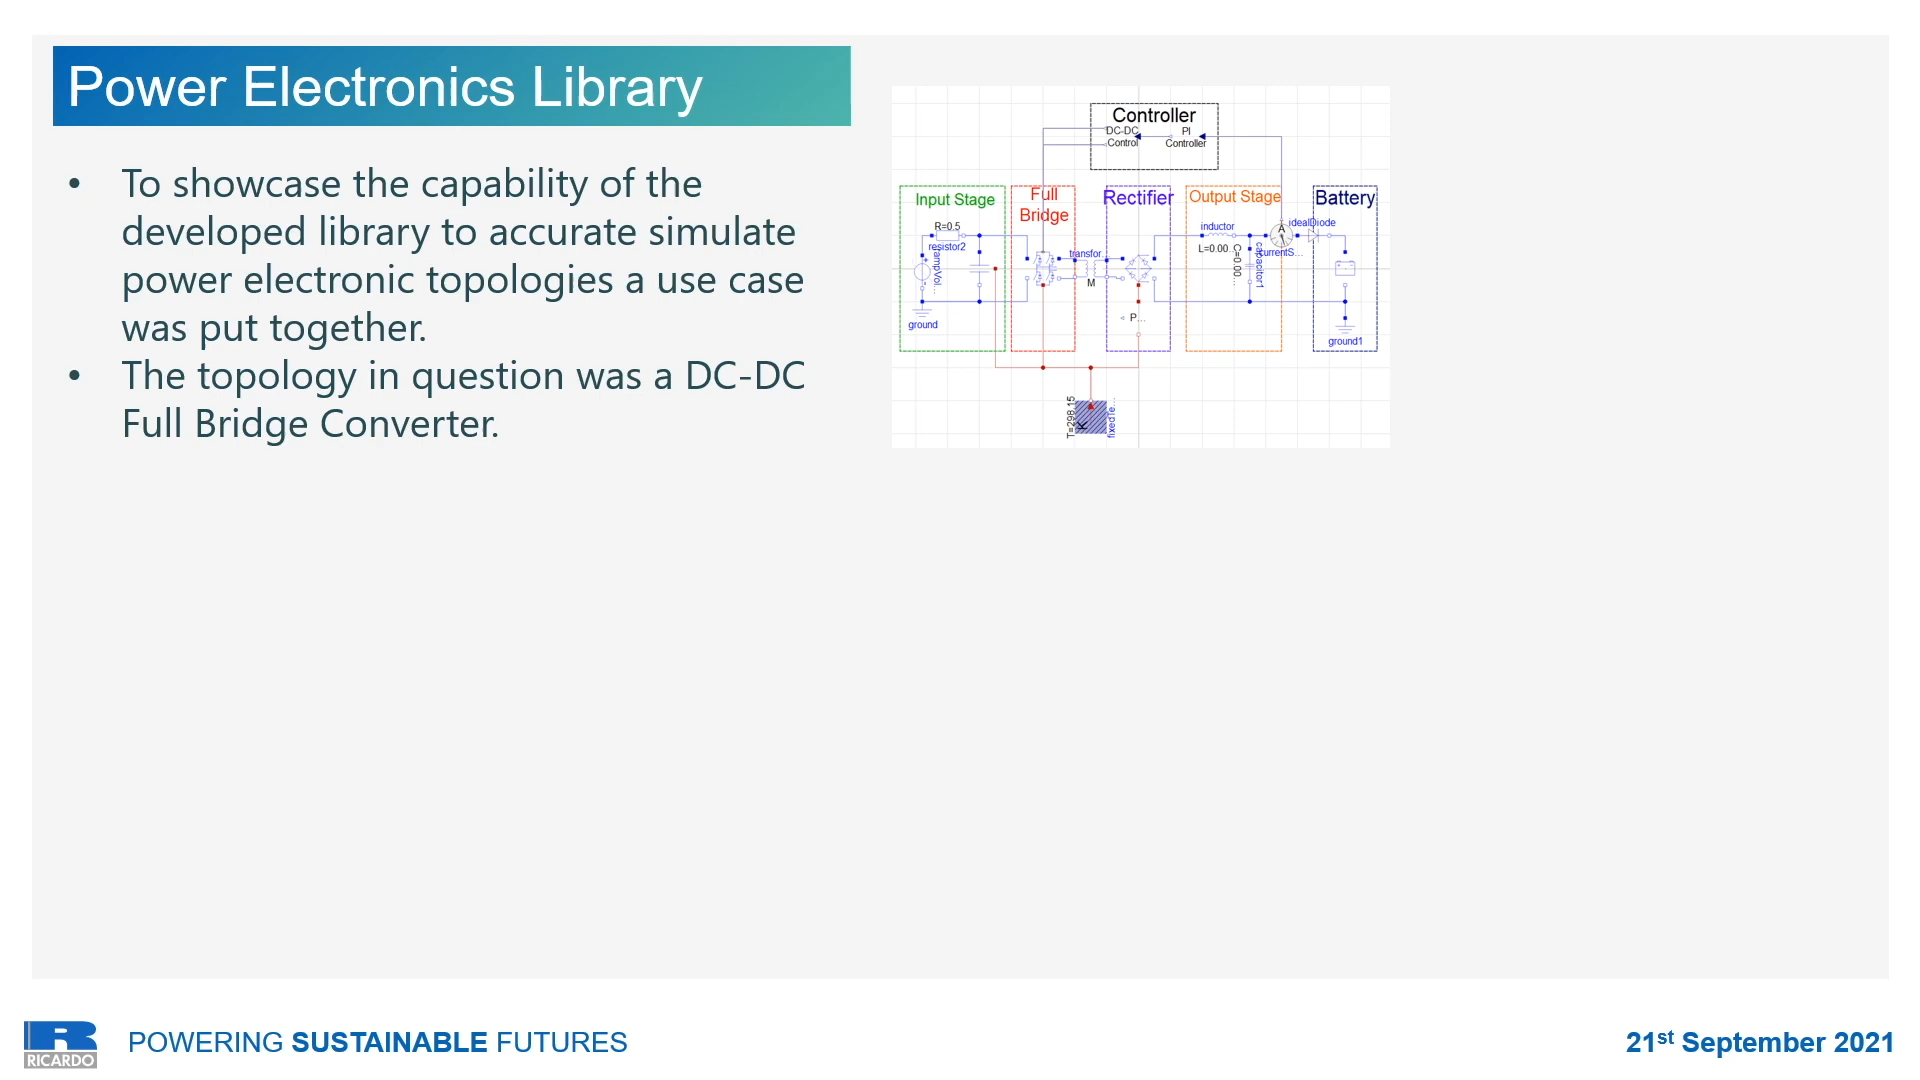 Power Electronics Library
• To showcase the capability of the
developed library to accurate simulate
power electronic topologies a use case
was put together.
• The topology in question was a DC-DC
Full Bridge Converter.
Controller
DC-DC
Control
PI
Controller
Input Stage
Full
Bridge
Rectifier
Output Stage
Battery
R=0.5
resistor2
rampVol...
ground
transfor...
M
P...
inductor
L=0.00...
C=0.00...
capacitor1
A
currentS...
idealDiode
ground1
T=298.15
K
fixedTe...
RICARDO
POWERING SUSTAINABLE FUTURES
21st September 2021